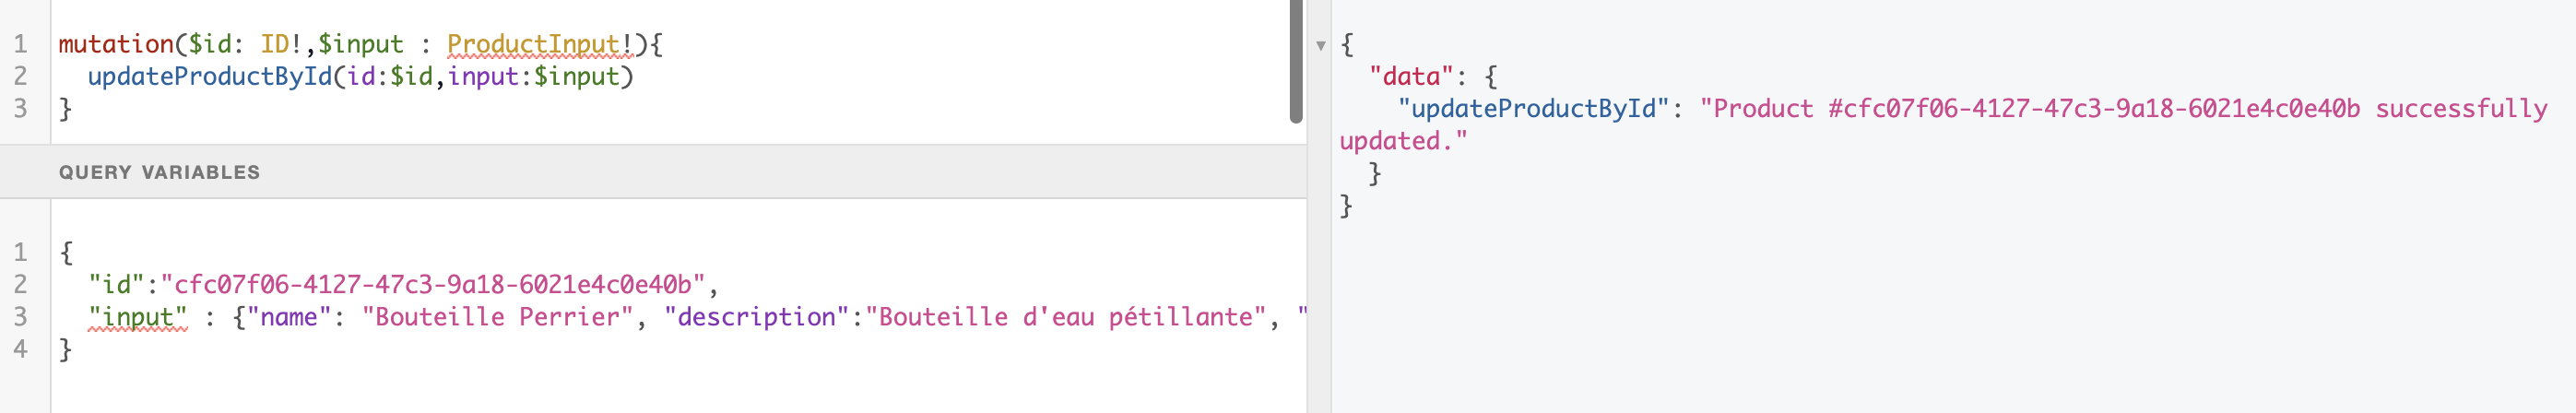 1 mutation($id: ID!,$input : ProductInput!){
2 updateProductById(id:$id,input:$input)
3 }
QUERY VARIABLES
1 {
2 "id":"cfc07f06-4127-47c3-9a18-6021e4c0e40b",
3 "input" : {"name": "Bouteille Perrier", "description":"Bouteille d'eau pétillante", "
4 }
{
"data": {
"updateProductById": "Product #cfc07f06-4127-47c3-9a18-6021e4c0e40b successfully
updated."
}
}